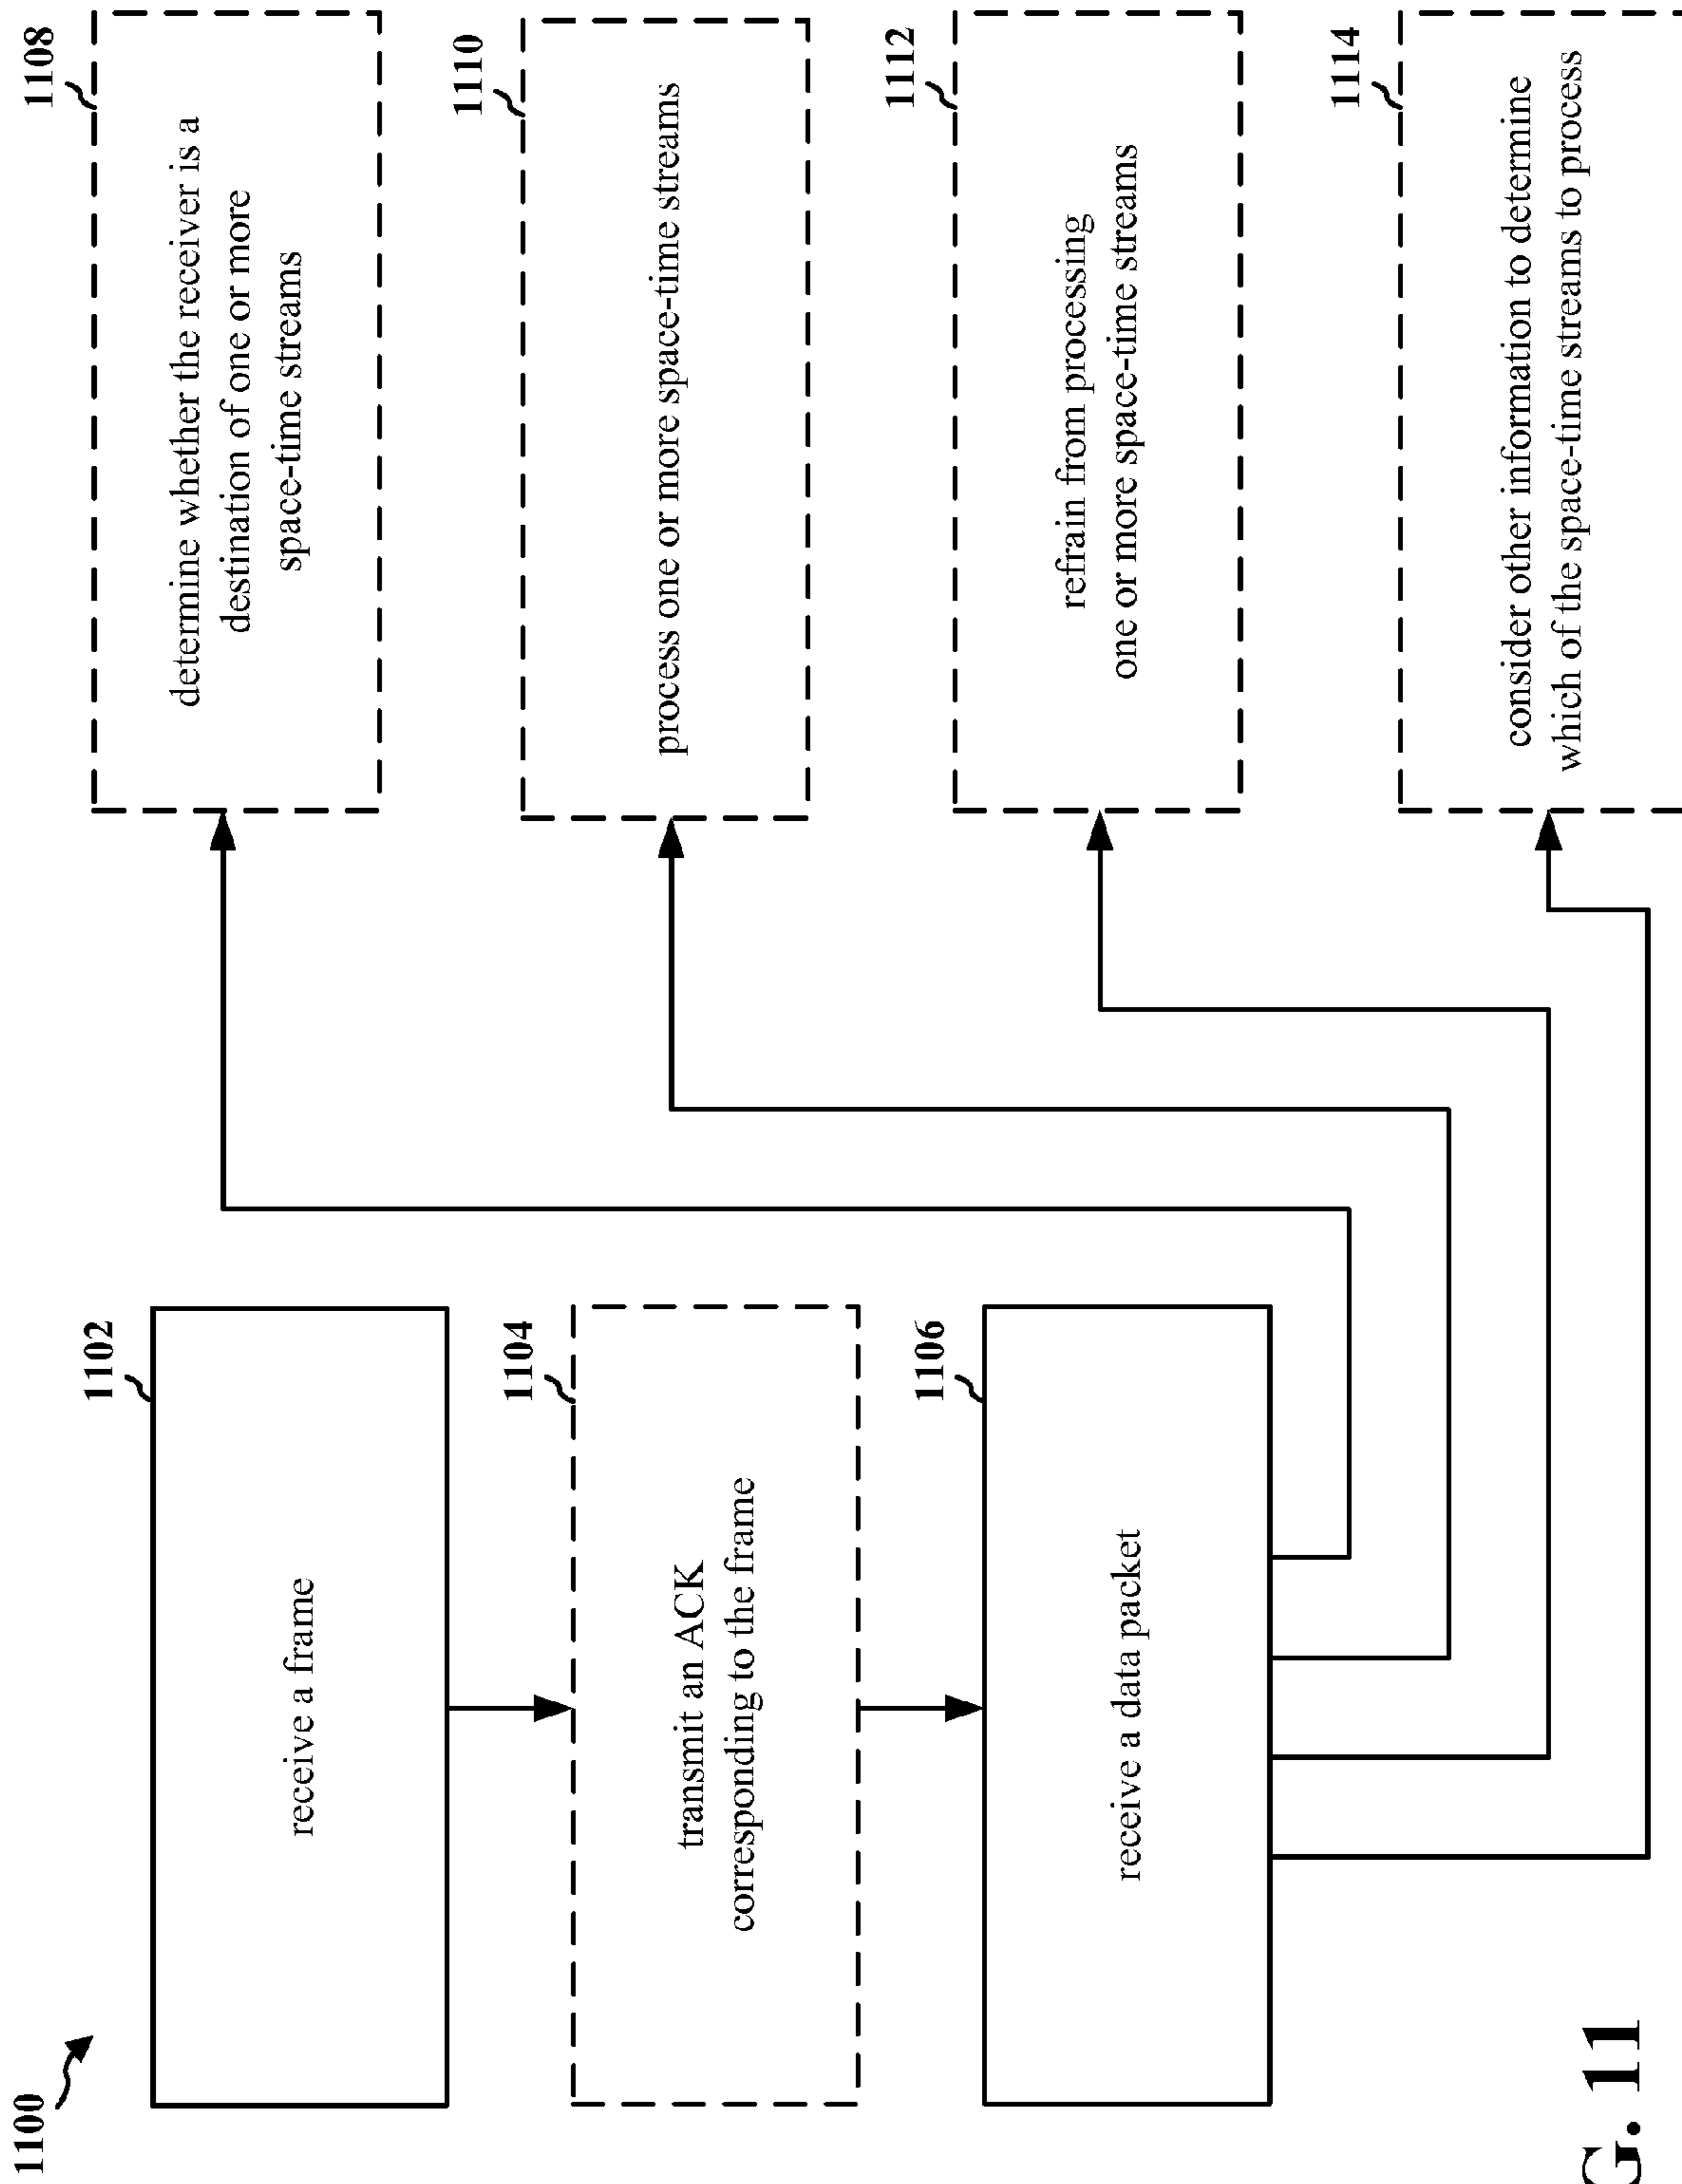 1100
1102
receive a frame
1104
transmit an ACK
corresponding to the frame
1106
receive a data packet
1108
determine whether the receiver is a
destination of one or more
space-time streams
1110
process one or more space-time streams
1112
refrain from processing
one or more space-time streams
1114
consider other information to determine
which of the space-time streams to process
G. 11